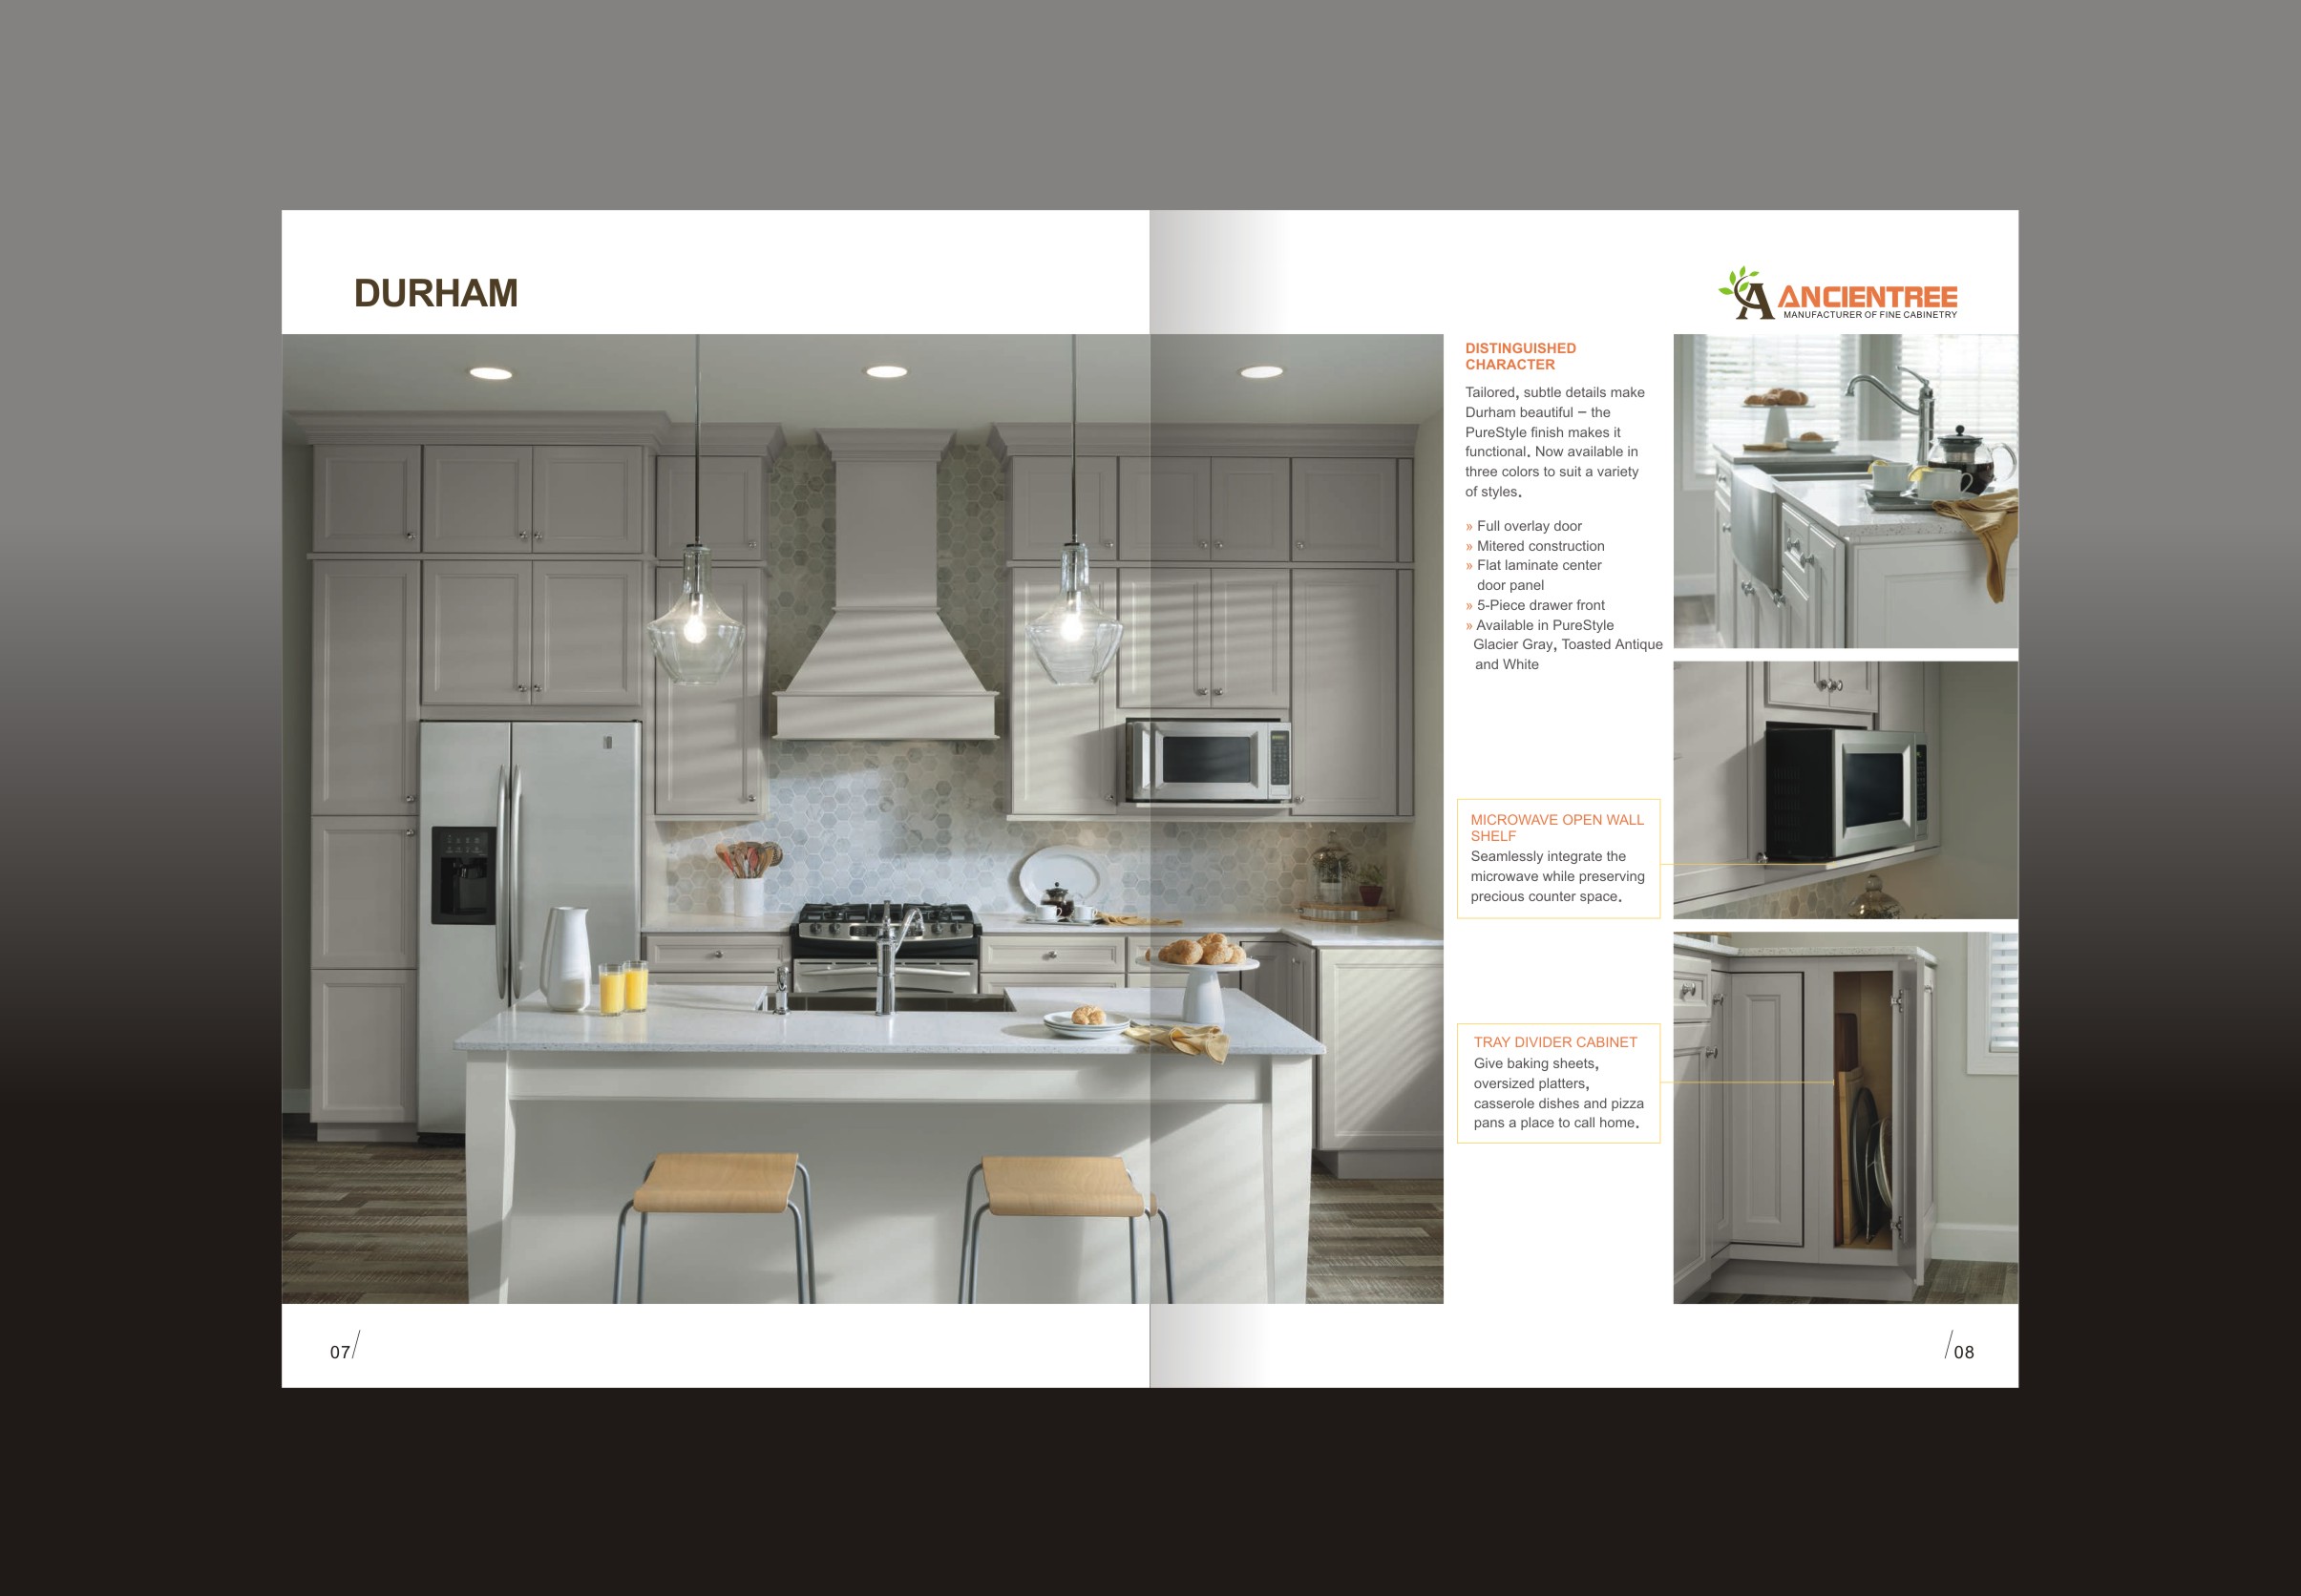 DURHAM
ANCIENTREE
MANUFACTURER OF FINE CABINETRY
DISTINGUISHED
CHARACTER
Tailored, subtle details make
Durham beautiful – the
PureStyle finish makes it
functional. Now available in
three colors to suit a variety
of styles.
» Full overlay door
» Mitered construction
» Flat laminate center
door panel
» 5-Piece drawer front
» Available in PureStyle
Glacier Gray, Toasted Antique
and White
MICROWAVE OPEN WALL
SHELF
Seamlessly integrate the
microwave while preserving
precious counter space.
TRAY DIVIDER CABINET
Give baking sheets,
oversized platters,
casserole dishes and pizza
pans a place to call home.
07/
/08